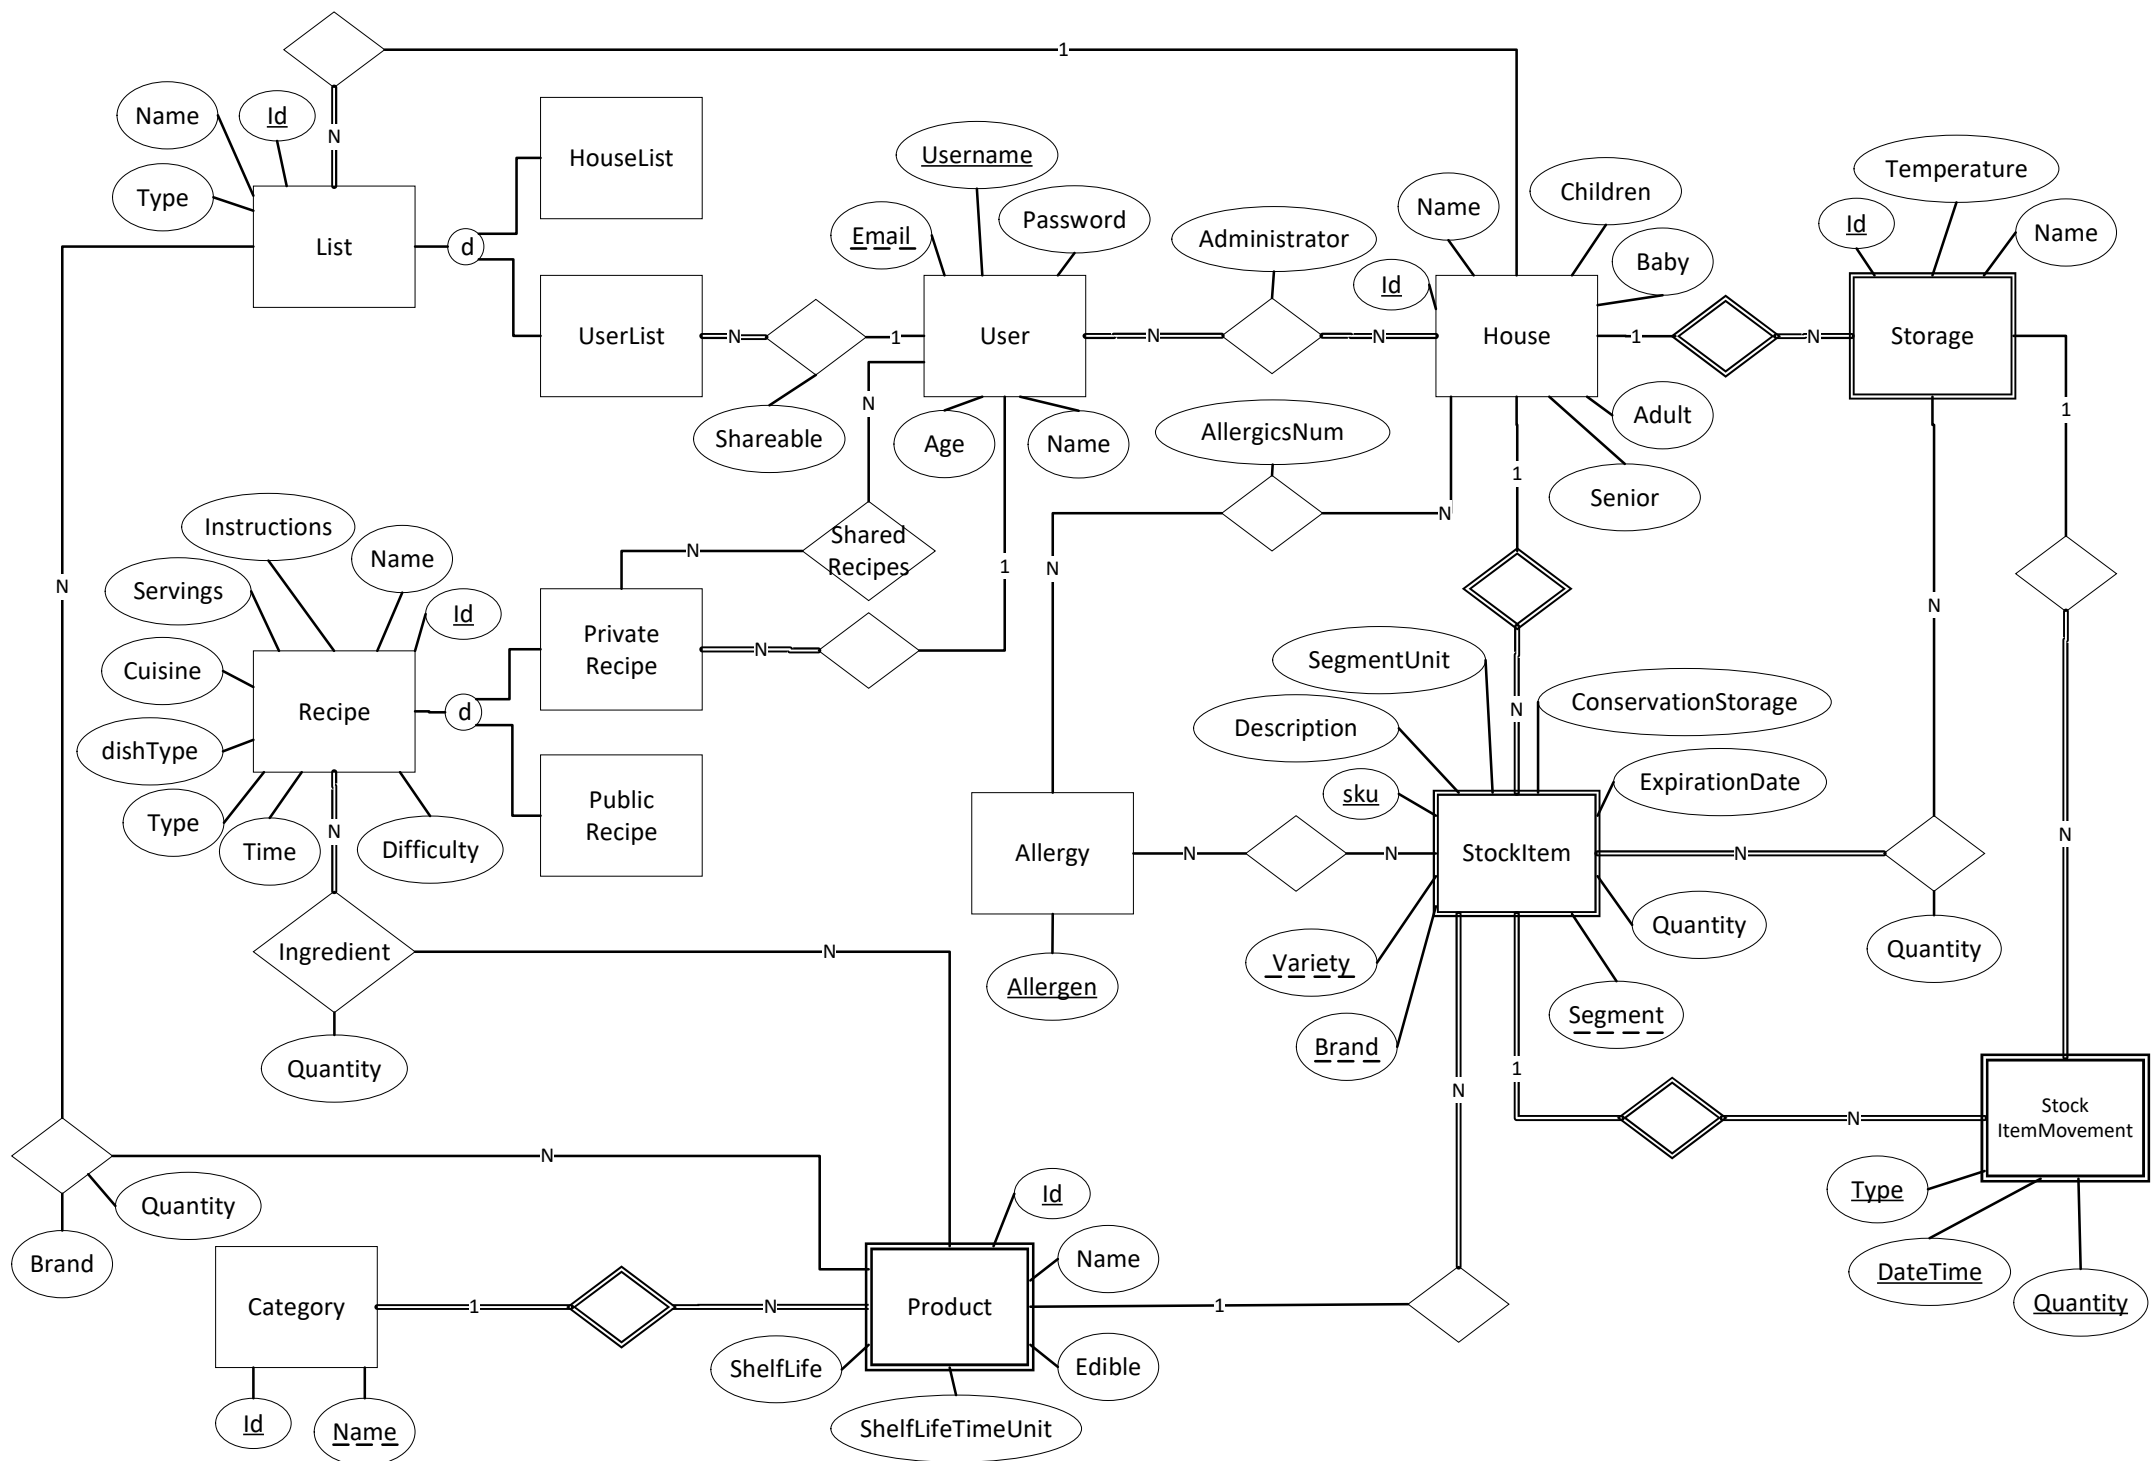 1
N
Name
Id
Type
List
d
HouseList
UserList
N
1
Shareable
Username
Email
Password
User
Age
Name
Administrator
N
N
Name
Children
Id
Baby
House
Adult
Senior
1
N
Temperature
Id
Name
Storage
1
AllergicsNum
N
N
1
N
Shared
Recipes
N
1
N
N
Instructions
Name
Servings
Id
Cuisine
Recipe
dishType
Type
Time
Difficulty
d
Private
Recipe
N
Public
Recipe
N
Ingredient
N
Quantity
SegmentUnit
N
ConservationStorage
Description
ExpirationDate
sku
StockItem
N
Quantity
N
Quantity
Allergy
N
N
Allergen
Variety
Brand
Segment
N
1
N
Stock
ItemMovement
Type
DateTime
Quantity
N
Quantity
Brand
Category
1
N
Id
Name
Id
Name
Product
1
ShelfLife
Edible
ShelfLifeTimeUnit